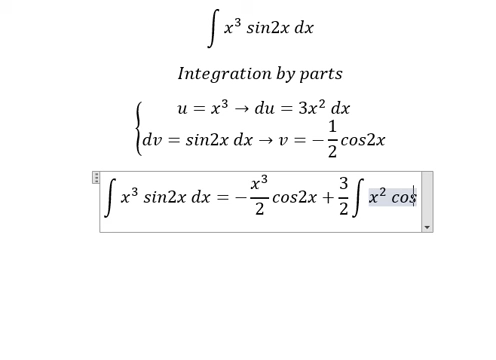 ∫ x³ sin2x dx
Integration by parts
{ u = x³ → du = 3x² dx
dv = sin2x dx → v = −1/2 cos2x
∫ x³ sin2x dx = −x³/2 cos2x + 3/2 ∫ x² cos